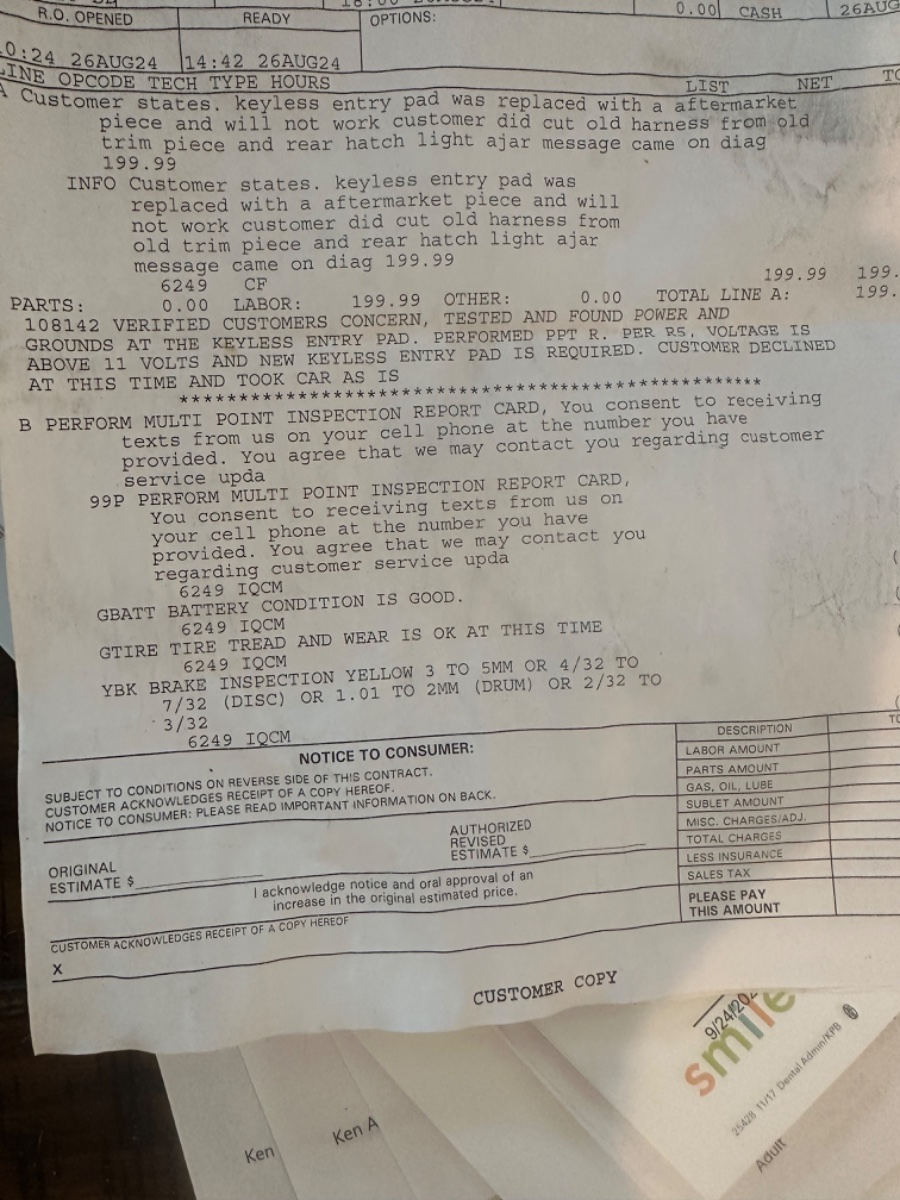 R.O. OPENED READY OPTIONS: 0.00 CASH 26AUG
0:24 26AUG24 14:42 26AUG24
LINE OPCODE TECH TYPE HOURS LIST NET TO
A Customer states. keyless entry pad was replaced with a aftermarket
piece and will not work customer did cut old harness from old
trim piece and rear hatch light ajar message came on diag
199.99
INFO Customer states. keyless entry pad was
replaced with a aftermarket piece and will
not work customer did cut old harness from
old trim piece and rear hatch light ajar
message came on diag 199.99
6249 CF 199.99 199.
PARTS: 0.00 LABOR: 199.99 OTHER: 0.00 TOTAL LINE A: 199.
108142 VERIFIED CUSTOMERS CONCERN, TESTED AND FOUND POWER AND
GROUNDS AT THE KEYLESS ENTRY PAD. PERFORMED PPT R. PER RS, VOLTAGE IS
ABOVE 11 VOLTS AND NEW KEYLESS ENTRY PAD IS REQUIRED. CUSTOMER DECLINED
AT THIS TIME AND TOOK CAR AS IS
****************************************************
B PERFORM MULTI POINT INSPECTION REPORT CARD, You consent to receiving
texts from us on your cell phone at the number you have
provided. You agree that we may contact you regarding customer
service upda
99P PERFORM MULTI POINT INSPECTION REPORT CARD,
You consent to receiving texts from us on
your cell phone at the number you have
provided. You agree that we may contact you
regarding customer service upda
6249 IQCM
GBATT BATTERY CONDITION IS GOOD.
6249 IQCM
GTIRE TIRE TREAD AND WEAR IS OK AT THIS TIME
6249 IQCM
YBK BRAKE INSPECTION YELLOW 3 TO 5MM OR 4/32 TO
7/32 (DISC) OR 1.01 TO 2MM (DRUM) OR 2/32 TO
3/32
6249 IQCM
NOTICE TO CONSUMER:
SUBJECT TO CONDITIONS ON REVERSE SIDE OF THIS CONTRACT.
CUSTOMER ACKNOWLEDGES RECEIPT OF A COPY HEREOF.
NOTICE TO CONSUMER: PLEASE READ IMPORTANT INFORMATION ON BACK.
ORIGINAL
ESTIMATE $
AUTHORIZED
REVISED
ESTIMATE $
I acknowledge notice and oral approval of an
increase in the original estimated price.
CUSTOMER ACKNOWLEDGES RECEIPT OF A COPY HEREOF
X
DESCRIPTION TO
LABOR AMOUNT
PARTS AMOUNT
GAS, OIL, LUBE
SUBLET AMOUNT
MISC. CHARGES/ADJ.
TOTAL CHARGES
LESS INSURANCE
SALES TAX
PLEASE PAY
THIS AMOUNT
CUSTOMER COPY
9/24/202
smile
25428 11/17 Dental Admin/KPB
Adult
Ken A
Ken